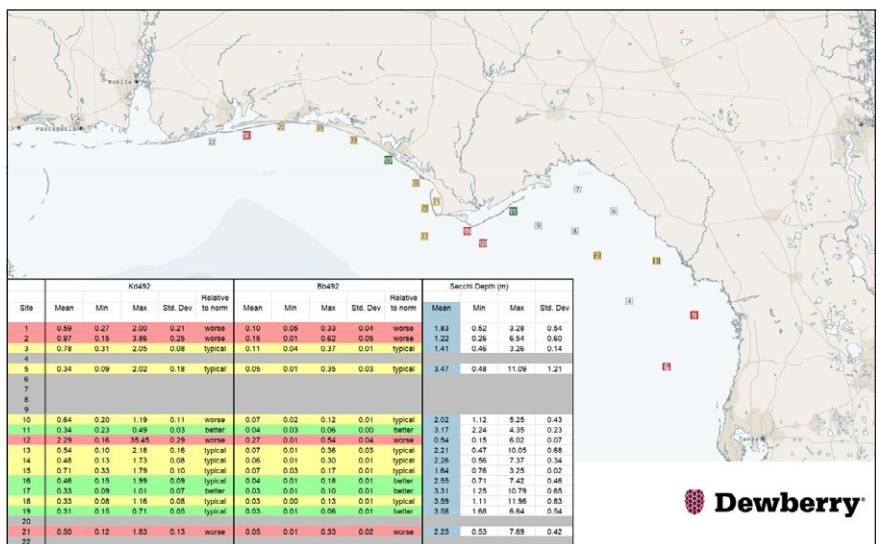 Mobile
Pascagoula
22
20
19
7
6
9
8
4
Tampa
Kd492 Bb492 Secchi Depth (m)
Site Mean Min Max Std. Dev Relative to norm Mean Min Max Std. Dev Relative to norm Mean Min Max Std. Dev
1 0.59 0.27 2.00 0.21 worse 0.10 0.05 0.33 0.04 worse 1.83 0.52 3.28 0.54
2 0.97 0.15 3.86 0.25 worse 0.15 0.01 0.62 0.05 worse 1.22 0.26 6.54 0.60
3 0.78 0.31 2.05 0.08 typical 0.11 0.04 0.37 0.01 typical 1.41 0.46 3.26 0.14
4
5 0.34 0.09 2.02 0.18 typical 0.05 0.01 0.35 0.03 typical 3.47 0.48 11.09 1.21
6
7
8
9
10 0.64 0.20 1.19 0.11 worse 0.07 0.02 0.12 0.01 typical 2.02 1.12 5.25 0.43
11 0.34 0.23 0.49 0.03 better 0.04 0.03 0.06 0.00 better 3.17 2.24 4.35 0.23
12 2.29 0.16 35.45 0.29 worse 0.27 0.01 0.54 0.04 worse 0.54 0.15 6.02 0.07
13 0.54 0.10 2.18 0.16 typical 0.07 0.01 0.36 0.03 typical 2.21 0.47 10.05 0.68
14 0.48 0.13 1.73 0.08 typical 0.06 0.01 0.30 0.01 typical 2.26 0.56 7.37 0.34
15 0.71 0.33 1.79 0.10 typical 0.07 0.03 0.17 0.01 typical 1.64 0.76 3.25 0.02
16 0.46 0.15 1.99 0.09 typical 0.04 0.01 0.18 0.01 better 2.55 0.71 7.42 0.46
17 0.33 0.09 1.01 0.07 better 0.03 0.01 0.10 0.01 better 3.31 1.25 10.79 0.65
18 0.33 0.08 1.16 0.08 typical 0.03 0.00 0.13 0.01 typical 3.59 1.11 11.96 0.83
19 0.31 0.15 0.71 0.05 typical 0.03 0.01 0.06 0.01 better 3.58 1.68 6.64 0.54
20
21 0.50 0.12 1.83 0.13 worse 0.05 0.01 0.33 0.02 worse 2.25 0.53 7.69 0.42
22
Dewberry